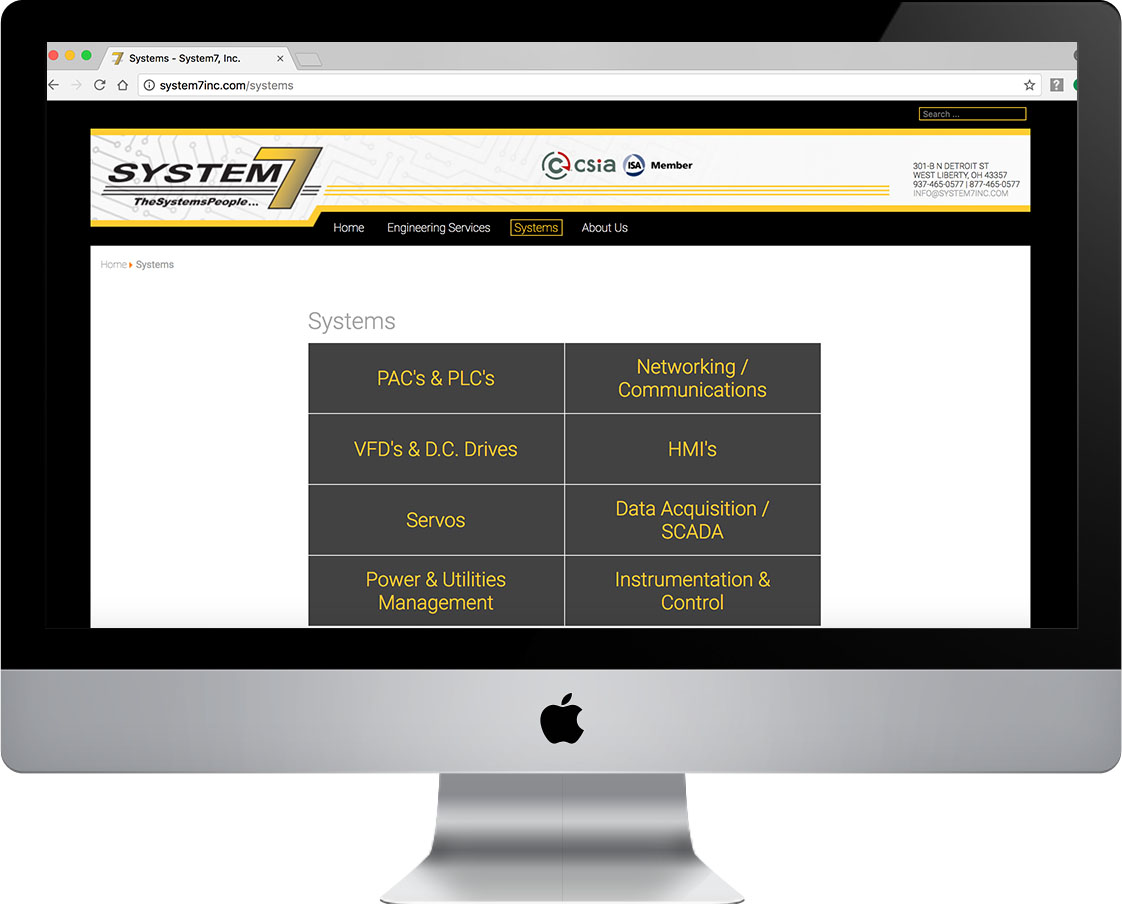 Systems - System7, Inc.
system7inc.com/systems
Search ...
SYSTEM7
TheSystemsPeople...
csia ISA Member
301-B N DETROIT ST
WEST LIBERTY, OH 43357
937-465-0577 | 877-465-0577
INFO@SYSTEM7INC.COM
Home Engineering Services Systems About Us
Home Systems
Systems
PAC's & PLC's
Networking /
Communications
VFD's & D.C. Drives
HMI's
Servos
Data Acquisition /
SCADA
Power & Utilities
Management
Instrumentation &
Control